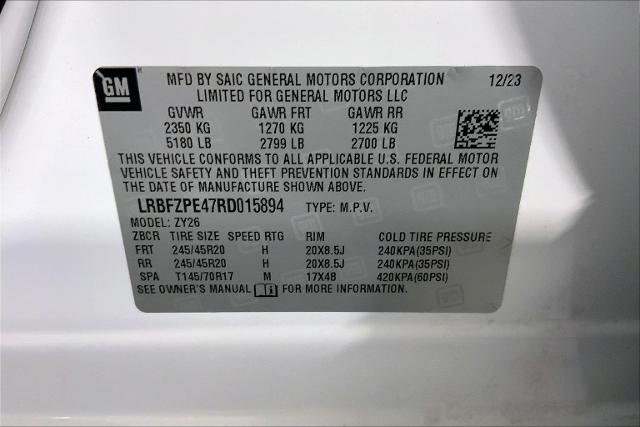 GM
MFD BY SAIC GENERAL MOTORS CORPORATION 12/23
LIMITED FOR GENERAL MOTORS LLC
GVWR GAWR FRT GAWR RR
2350 KG 1270 KG 1225 KG
5180 LB 2799 LB 2700 LB
THIS VEHICLE CONFORMS TO ALL APPLICABLE U.S. FEDERAL MOTOR
VEHICLE SAFETY AND THEFT PREVENTION STANDARDS IN EFFECT ON
THE DATE OF MANUFACTURE SHOWN ABOVE.
LRBFZPE47RD015894 TYPE: M.P.V.
MODEL: ZY26
ZBCR TIRE SIZE SPEED RTG RIM COLD TIRE PRESSURE
FRT 245/45R20 H 20X8.5J 240KPA(35PSI)
RR 245/45R20 H 20X8.5J 240KPA(35PSI)
SPA T145/70R17 M 17X4B 420KPA(60PSI)
SEE OWNER'S MANUAL FOR MORE INFORMATION.